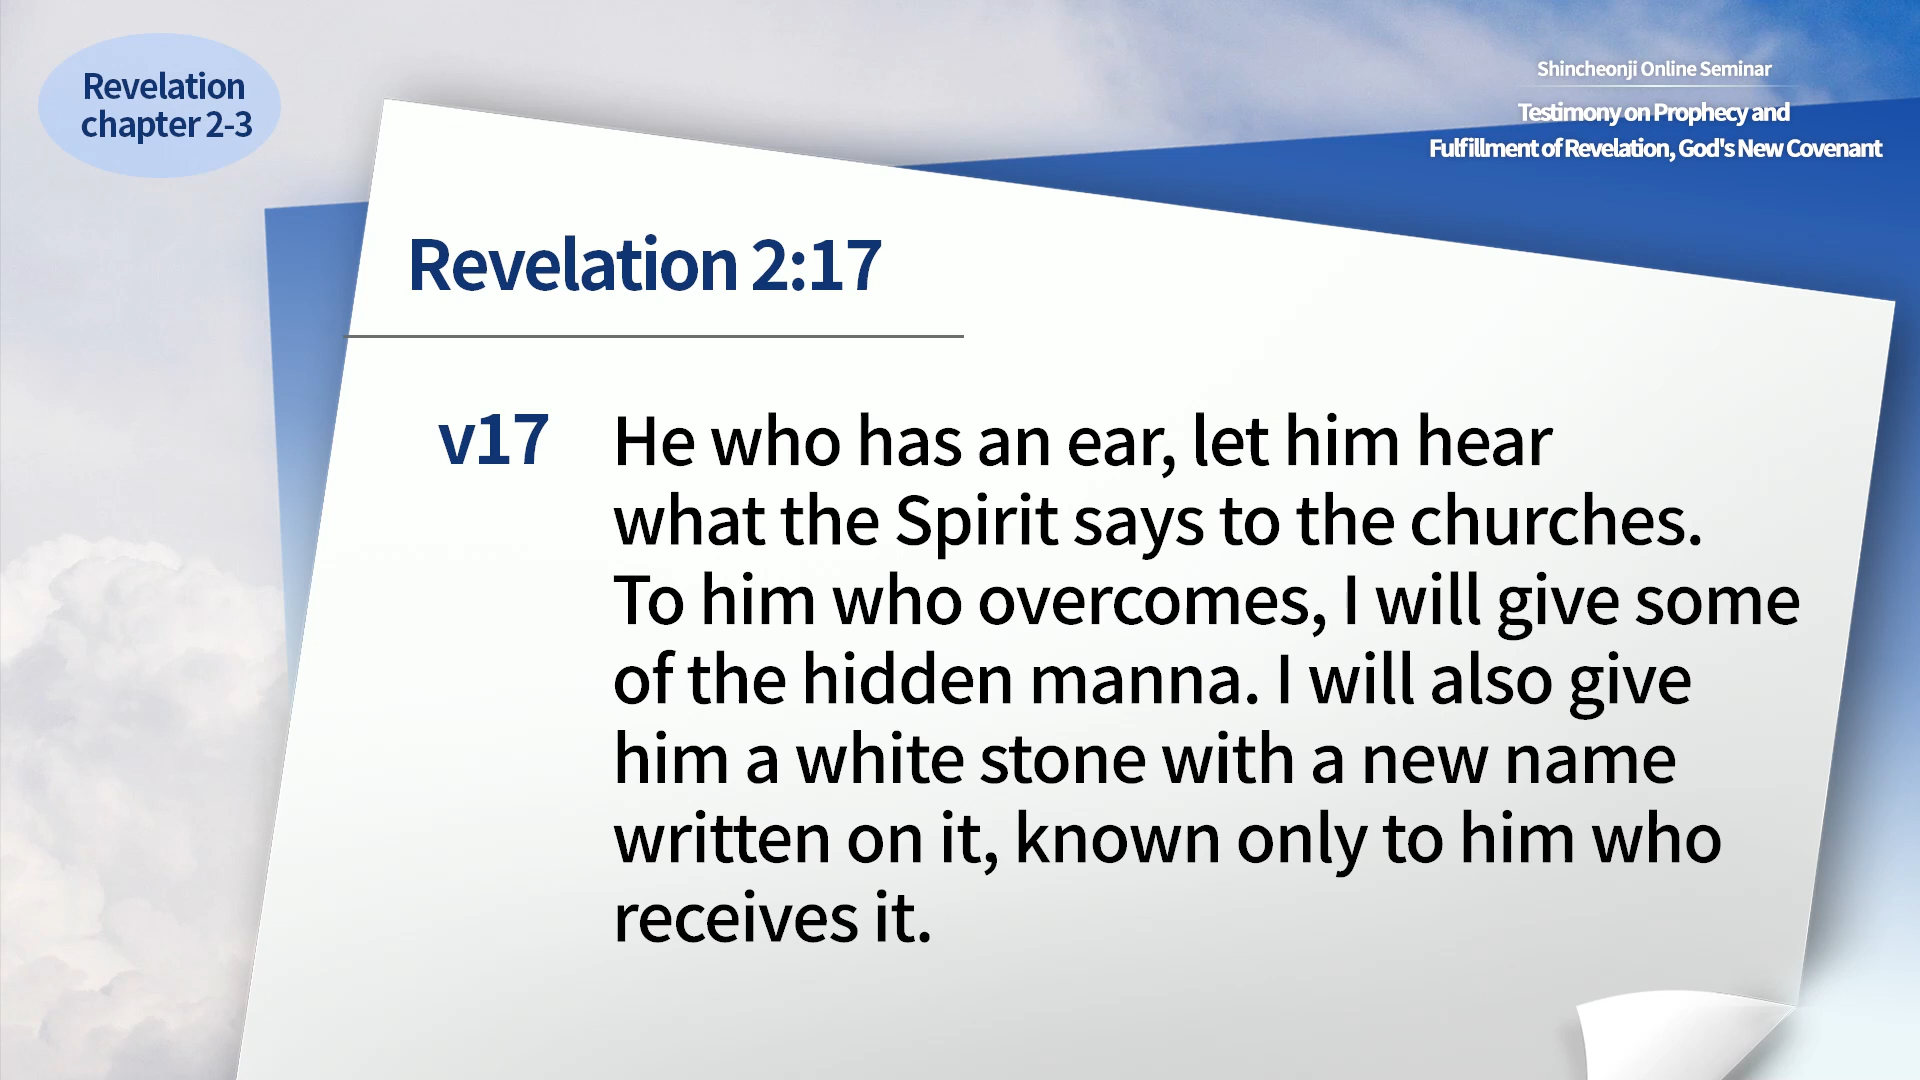 Revelation
chapter 2-3
Shincheonji Online Seminar
Testimony on Prophecy and
Fulfillment of Revelation, God's New Covenant
Revelation 2:17
v17 He who has an ear, let him hear
what the Spirit says to the churches.
To him who overcomes, I will give some
of the hidden manna. I will also give
him a white stone with a new name
written on it, known only to him who
receives it.